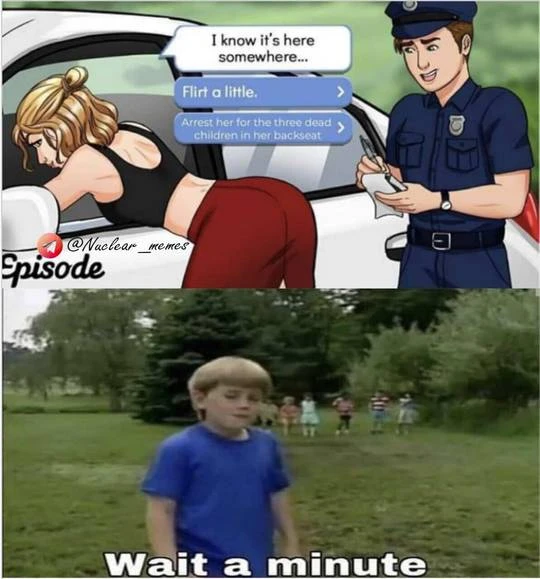 I know it's here
somewhere...
Flirt a little.
Arrest her for the three dead
children in her backseat
@Nuclear_memes
Episode
Wait a minute